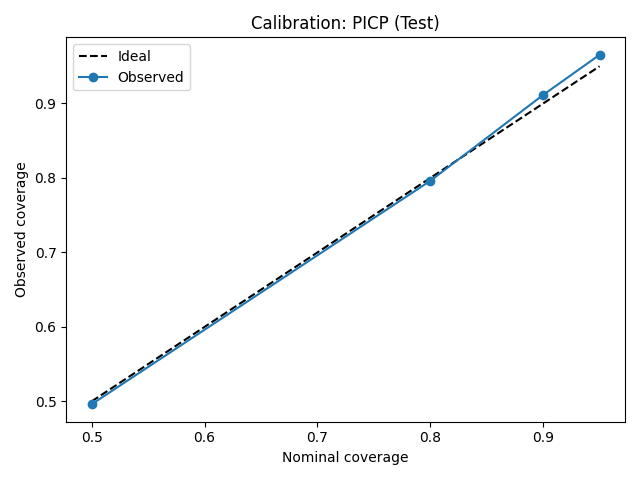 Calibration: PICP (Test)
Ideal
Observed
Observed coverage
0.9
0.8
0.7
0.6
0.5
0.5 0.6 0.7 0.8 0.9
Nominal coverage